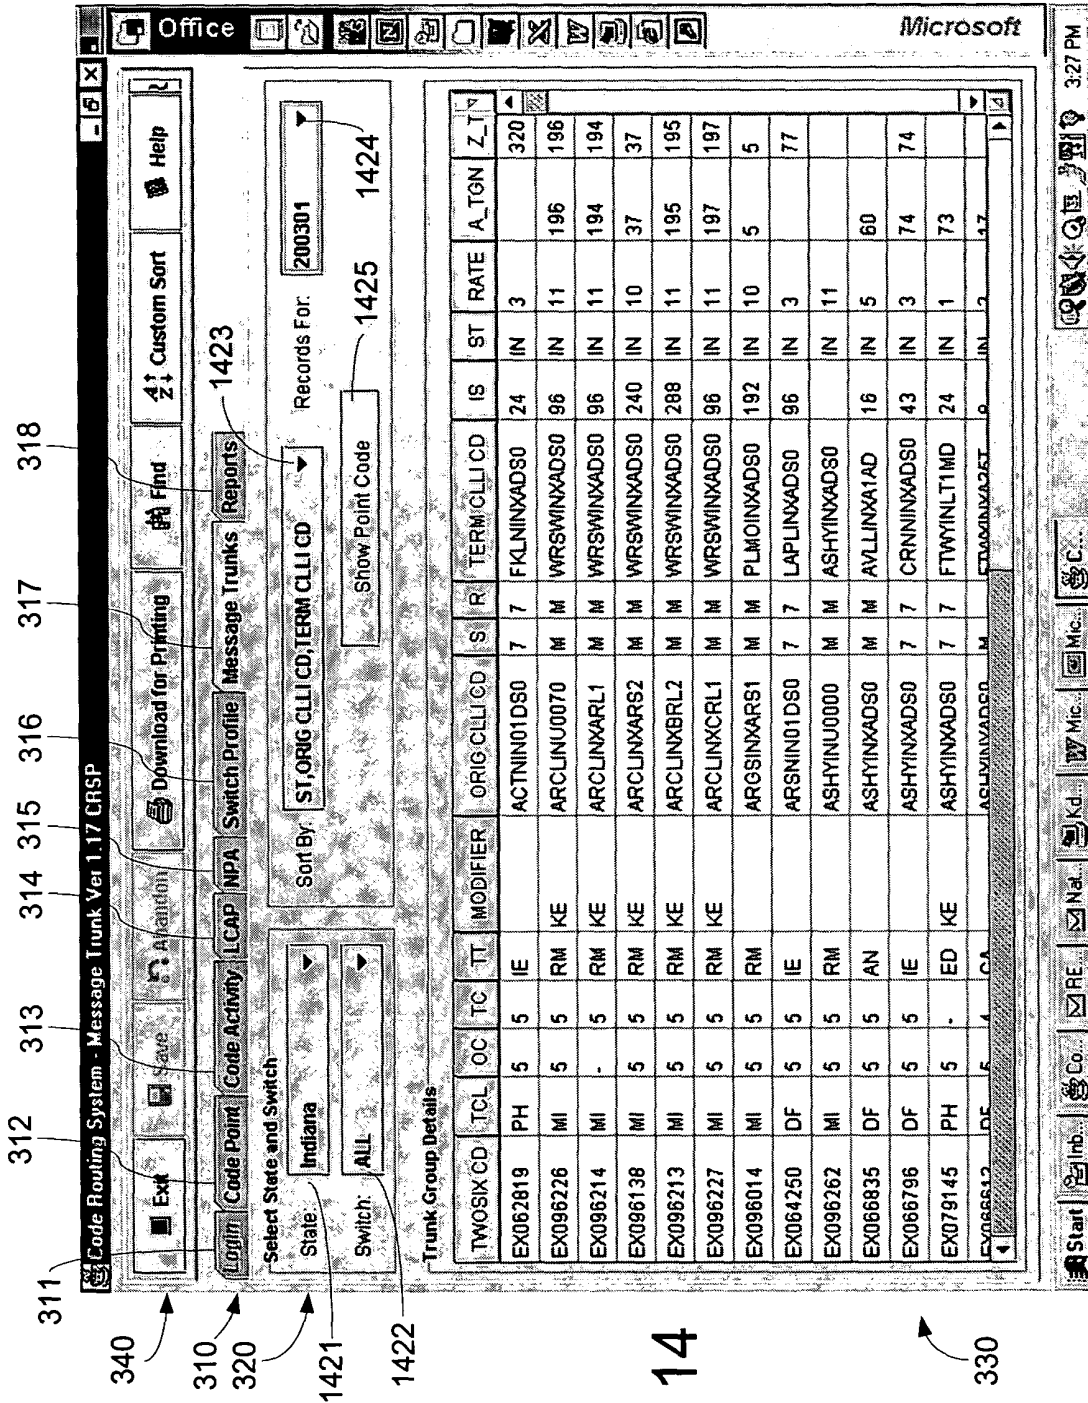 Code Routing System - Message Trunk Ver 1.17 CRSP
Office
Microsoft
Exit Save Abandon Download for Printing Find Custom Sort Help
Login Code Point Code Activity LCAP NPA Switch Profile Message Trunks Reports
Select State and Switch
State: Indiana
Switch: ALL
Sort By: ST,ORIG CLLI CD,TERM CLLI CD
Records For: 200301
Show Point Code
Trunk Group Details
TWOSIX CD TCL OC TC TT MODIFIER ORIG CLLI CD S R TERM CLLI CD IS ST RATE A_TGN Z_T
EX062819 PH 5 5 IE ACTNIN01DS0 7 7 FKLNINXADS0 24 IN 3 320
EX096226 MI 5 5 RM KE ARCLINU0070 M M WRSWINXADS0 96 IN 11 196 196
EX096214 MI - 5 RM KE ARCLINXARL1 M M WRSWINXADS0 96 IN 11 194 194
EX096138 MI 5 5 RM KE ARCLINXARS2 M M WRSWINXADS0 240 IN 10 37 37
EX096213 MI 5 5 RM KE ARCLINXBRL2 M M WRSWINXADS0 288 IN 11 195 195
EX096227 MI 5 5 RM KE ARCLINXCRL1 M M WRSWINXADS0 96 IN 11 197 197
EX096014 MI 5 5 RM ARGSINXARS1 M M PLMOINXADS0 192 IN 10 5 5
EX064250 DF 5 5 IE ARSNIN01DS0 7 7 LAPLINXADS0 96 IN 3 77
EX096262 MI 5 5 RM ASHYINU0000 M M ASHYINXADS0 IN 11
EX066835 DF 5 5 AN ASHYINXADS0 M M AVLLINXA1AD 16 IN 5 60
EX066796 DF 5 5 IE ASHYINXADS0 7 7 CRNNINXADS0 43 IN 3 74 74
EX079145 PH 5 - ED KE ASHYINXADS0 7 7 FTWYINLT1MD 24 IN 1 73
Start Inb... Co... RE... Nat... Kd... Mic... Mic... C... 3:27 PM
311
312
313
314
315
316
317
318
340
310
320
1421
1422
1423
1424
1425
330
14